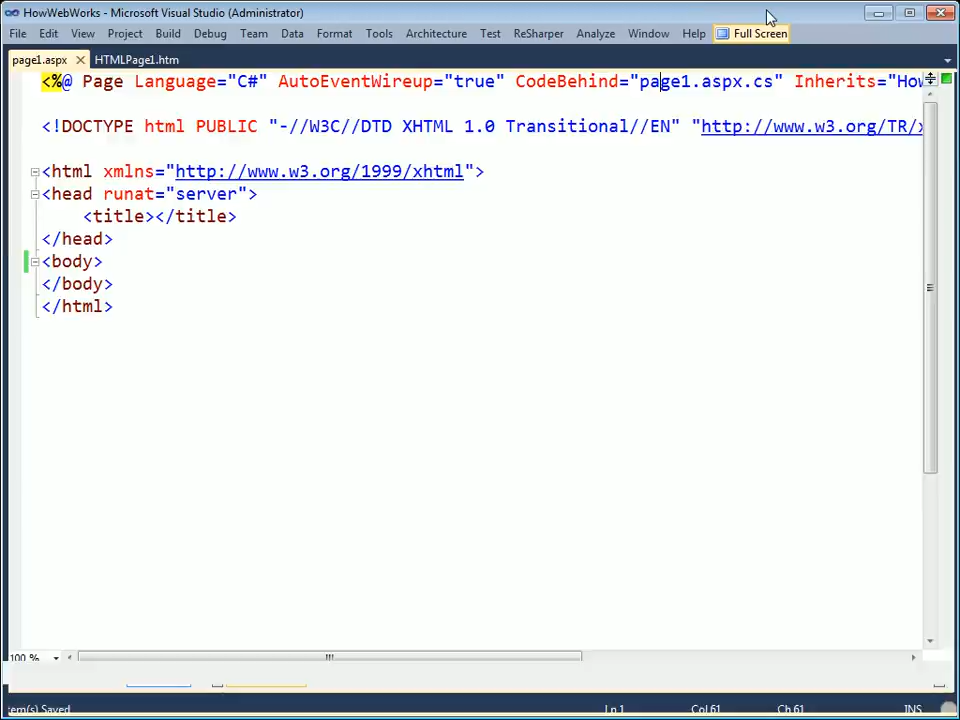 HowWebWorks - Microsoft Visual Studio (Administrator)
File Edit View Project Build Debug Team Data Format Tools Architecture Test ReSharper Analyze Window Help Full Screen
page1.aspx HTMLPage1.htm
<%@ Page Language="C#" AutoEventWireup="true" CodeBehind="page1.aspx.cs" Inherits="How
<!DOCTYPE html PUBLIC "-//W3C//DTD XHTML 1.0 Transitional//EN" "http://www.w3.org/TR/x
<html xmlns="http://www.w3.org/1999/xhtml">
<head runat="server">
<title></title>
</head>
<body>
</body>
</html>
100 %
em(s) Saved Ln 1 Col 61 Ch 61 INS